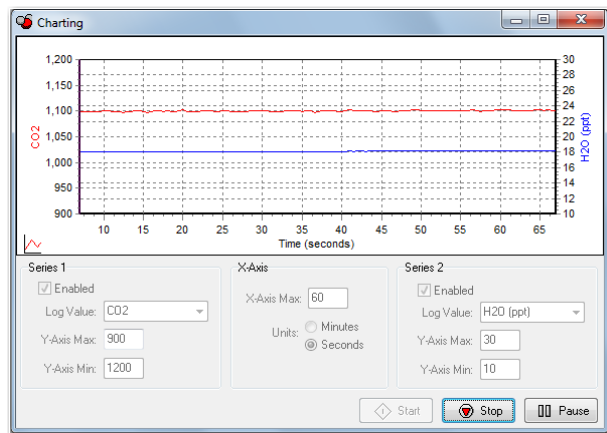 Charting
1,200
1,150
1,100
1,050
1,000
950
900
CO2
30
28
26
24
22
20
18
16
14
12
10
H2O (ppt)
10 15 20 25 30 35 40 45 50 55 60 65
Time (seconds)
Series 1
Enabled
Log Value: CO2
Y-Axis Max: 900
Y-Axis Min: 1200
X-Axis
X-Axis Max: 60
Units: Minutes
Seconds
Series 2
Enabled
Log Value: H2O (ppt)
Y-Axis Max: 30
Y-Axis Min: 10
Start Stop Pause